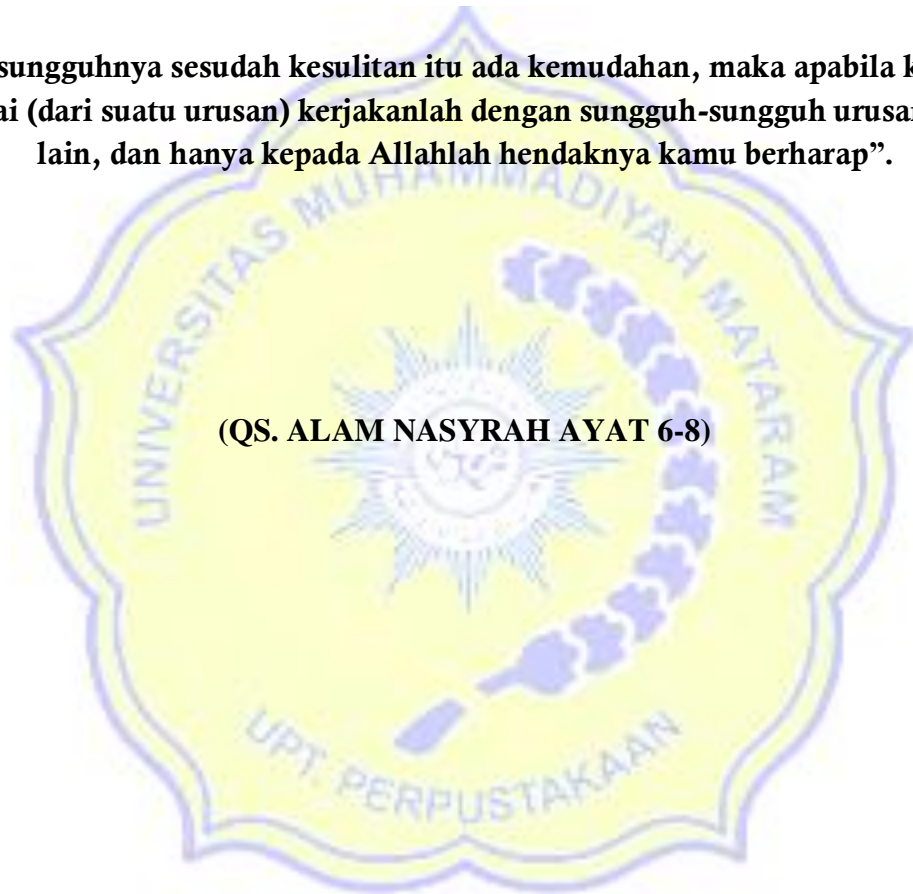 sungguhnya sesudah kesulitan itu ada kemudahan, maka apabila k
ai (dari suatu urusan) kerjakanlah dengan sungguh-sungguh urusan
lain, dan hanya kepada Allahlah hendaknya kamu berharap”.
UNIVERSITAS MUHAMMADIYAH MATARAM
(QS. ALAM NASYRAH AYAT 6-8)
UPT. PERPUSTAKAAN